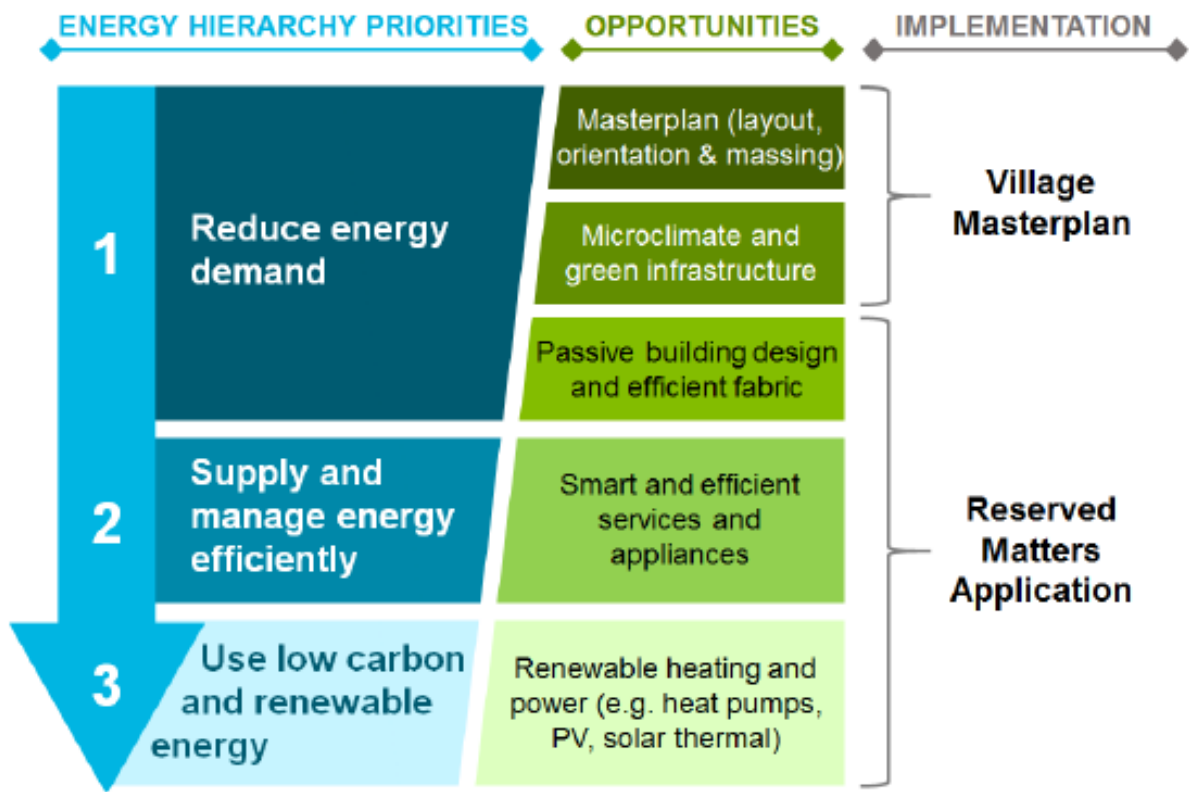 ENERGY HIERARCHY PRIORITIES
OPPORTUNITIES
IMPLEMENTATION
1
Reduce energy
demand
Masterplan (layout,
orientation & massing)
Microclimate and
green infrastructure
Passive building design
and efficient fabric
Village
Masterplan
2
Supply and
manage energy
efficiently
Smart and efficient
services and
appliances
Reserved
Matters
Application
3
Use low carbon
and renewable
energy
Renewable heating and
power (e.g. heat pumps,
PV, solar thermal)